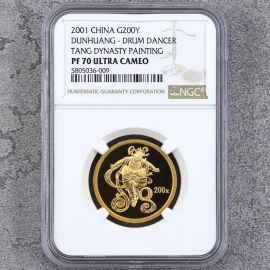 2001 CHINA G200Y
DUNHUANG - DRUM DANCER
TANG DYNASTY PAINTING
PF 70 ULTRA CAMEO
5805036-009
NUMISMATIC GUARANTY CORPORATION
NGC
200元